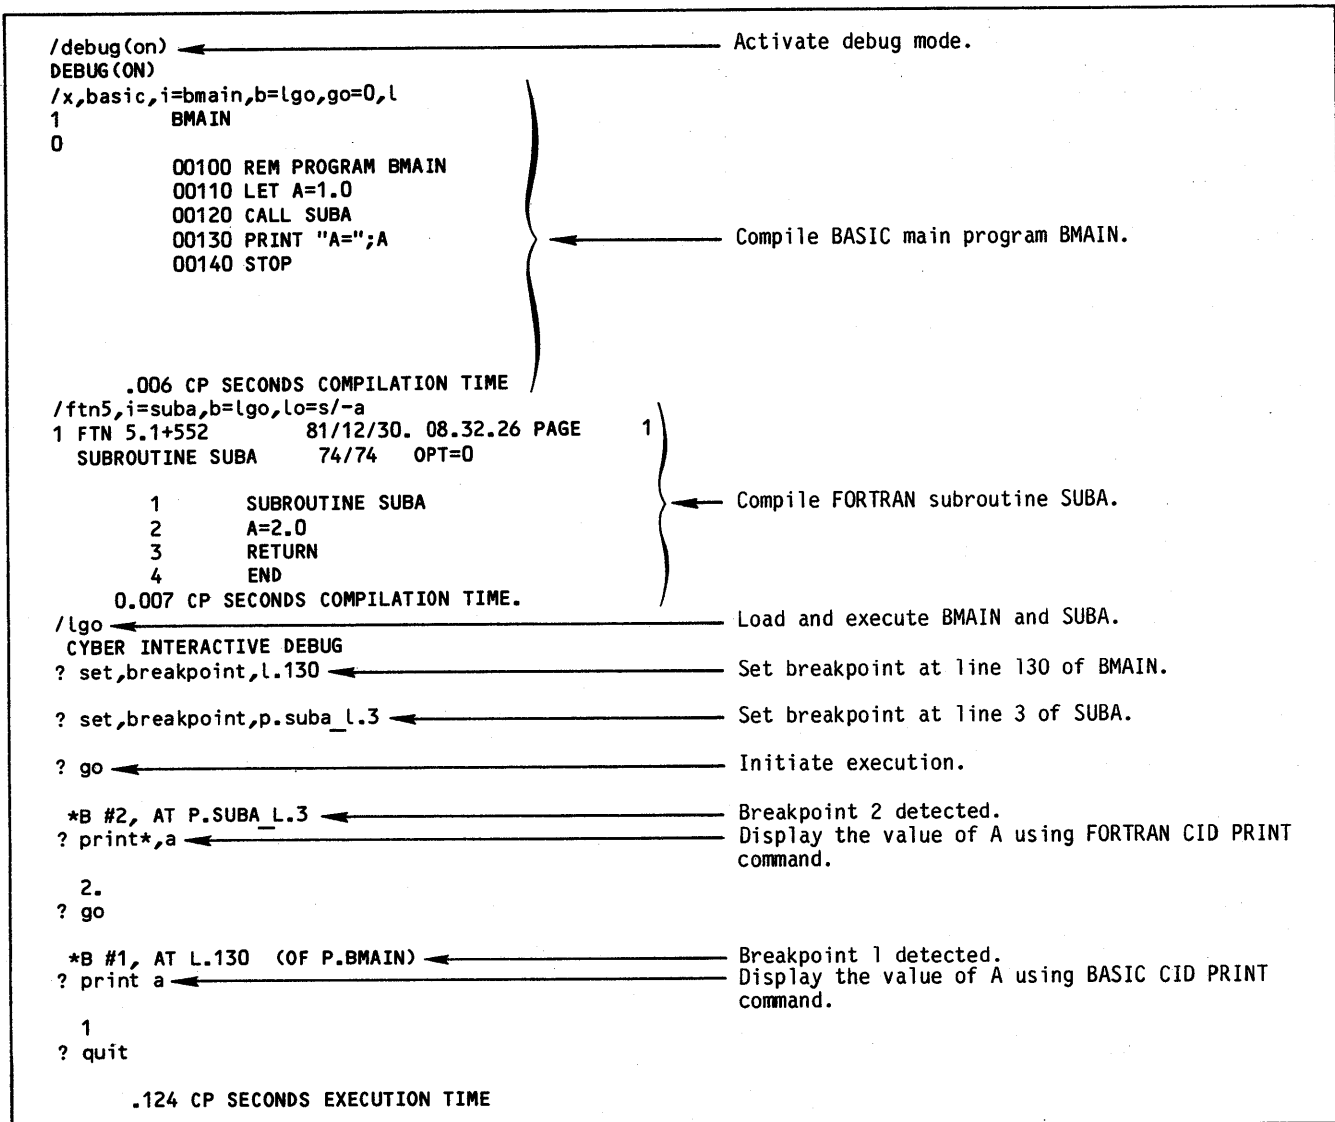 /debug(on) Activate debug mode.
DEBUG(ON)
/x,basic,i=bmain,b=lgo,go=0,l
1 BMAIN
0
00100 REM PROGRAM BMAIN
00110 LET A=1.0
00120 CALL SUBA
00130 PRINT "A=";A Compile BASIC main program BMAIN.
00140 STOP
.006 CP SECONDS COMPILATION TIME
/ftn5,i=suba,b=lgo,lo=s/-a
1 FTN 5.1+552 81/12/30. 08.32.26 PAGE 1
SUBROUTINE SUBA 74/74 OPT=0
1 SUBROUTINE SUBA Compile FORTRAN subroutine SUBA.
2 A=2.0
3 RETURN
4 END
0.007 CP SECONDS COMPILATION TIME.
/lgo Load and execute BMAIN and SUBA.
CYBER INTERACTIVE DEBUG
? set,breakpoint,l.130 Set breakpoint at line 130 of BMAIN.
? set,breakpoint,p.suba_l.3 Set breakpoint at line 3 of SUBA.
? go Initiate execution.
*B #2, AT P.SUBA_L.3 Breakpoint 2 detected.
? print*,a Display the value of A using FORTRAN CID PRINT
command.
2.
? go
*B #1, AT L.130 (OF P.BMAIN) Breakpoint 1 detected.
? print a Display the value of A using BASIC CID PRINT
command.
1
? quit
.124 CP SECONDS EXECUTION TIME